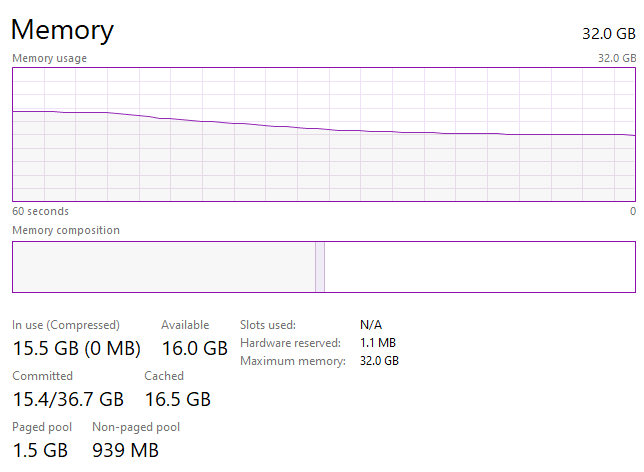 Memory 32.0 GB
Memory usage 32.0 GB
60 seconds 0
Memory composition
In use (Compressed) Available Slots used: N/A
15.5 GB (0 MB) 16.0 GB Hardware reserved: 1.1 MB
Maximum memory: 32.0 GB
Committed Cached
15.4/36.7 GB 16.5 GB
Paged pool Non-paged pool
1.5 GB 939 MB